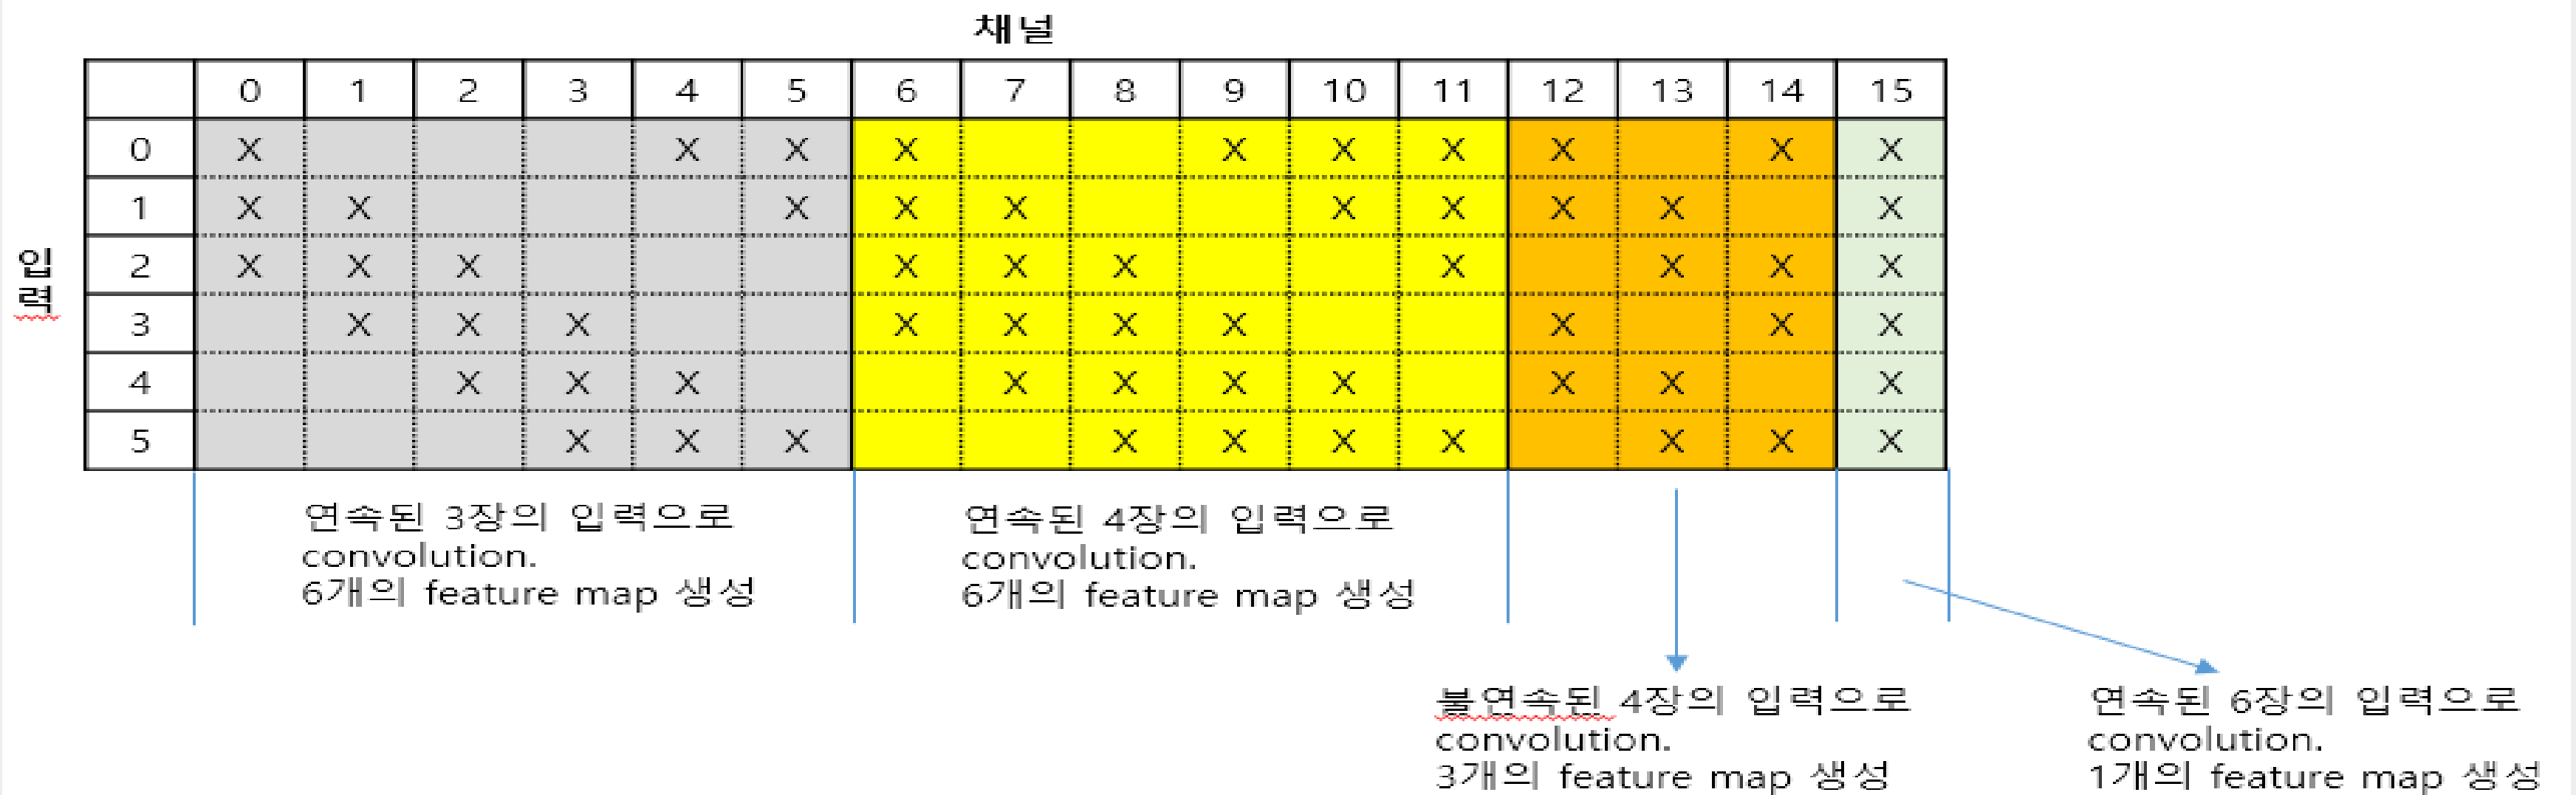 채널
0 1 2 3 4 5 6 7 8 9 10 11 12 13 14 15
0 X X X X X X X X X X
1 X X X X X X X X X X
입력
2 X X X X X X X X X X
3 X X X X X X X X X X
4 X X X X X X X X X X
5 X X X X X X X X X X
연속된 3장의 입력으로
convolution.
6개의 feature map 생성
연속된 4장의 입력으로
convolution.
6개의 feature map 생성
불연속된 4장의 입력으로
convolution.
3개의 feature map 생성
연속된 6장의 입력으로
convolution.
1개의 feature map 생성